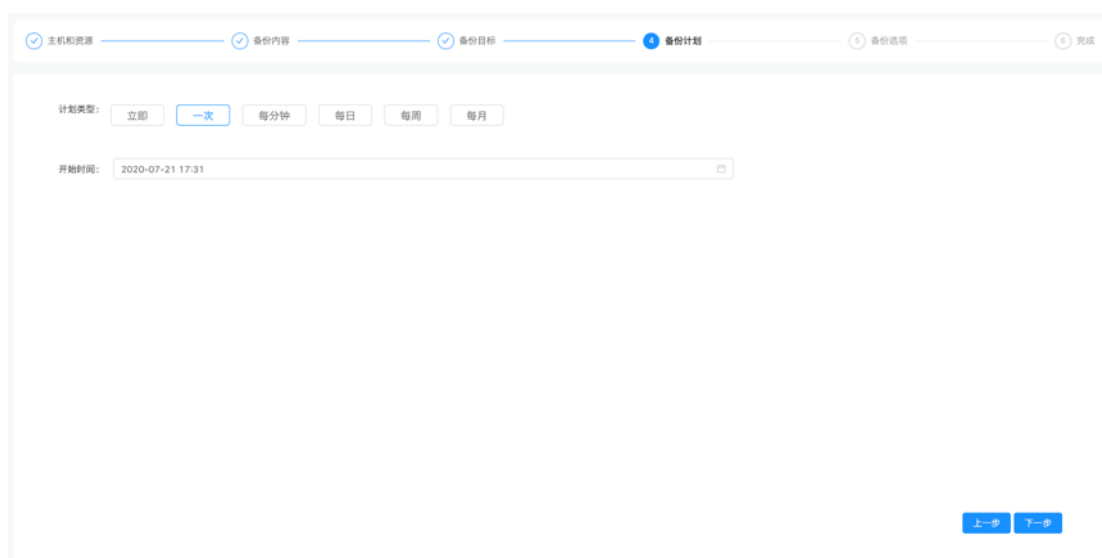 主机和资源 备份内容 备份目标 4 备份计划 5 备份选项 6 完成
计划类型： 立即 一次 每分钟 每日 每周 每月
开始时间： 2020-07-21 17:31
上一步 下一步